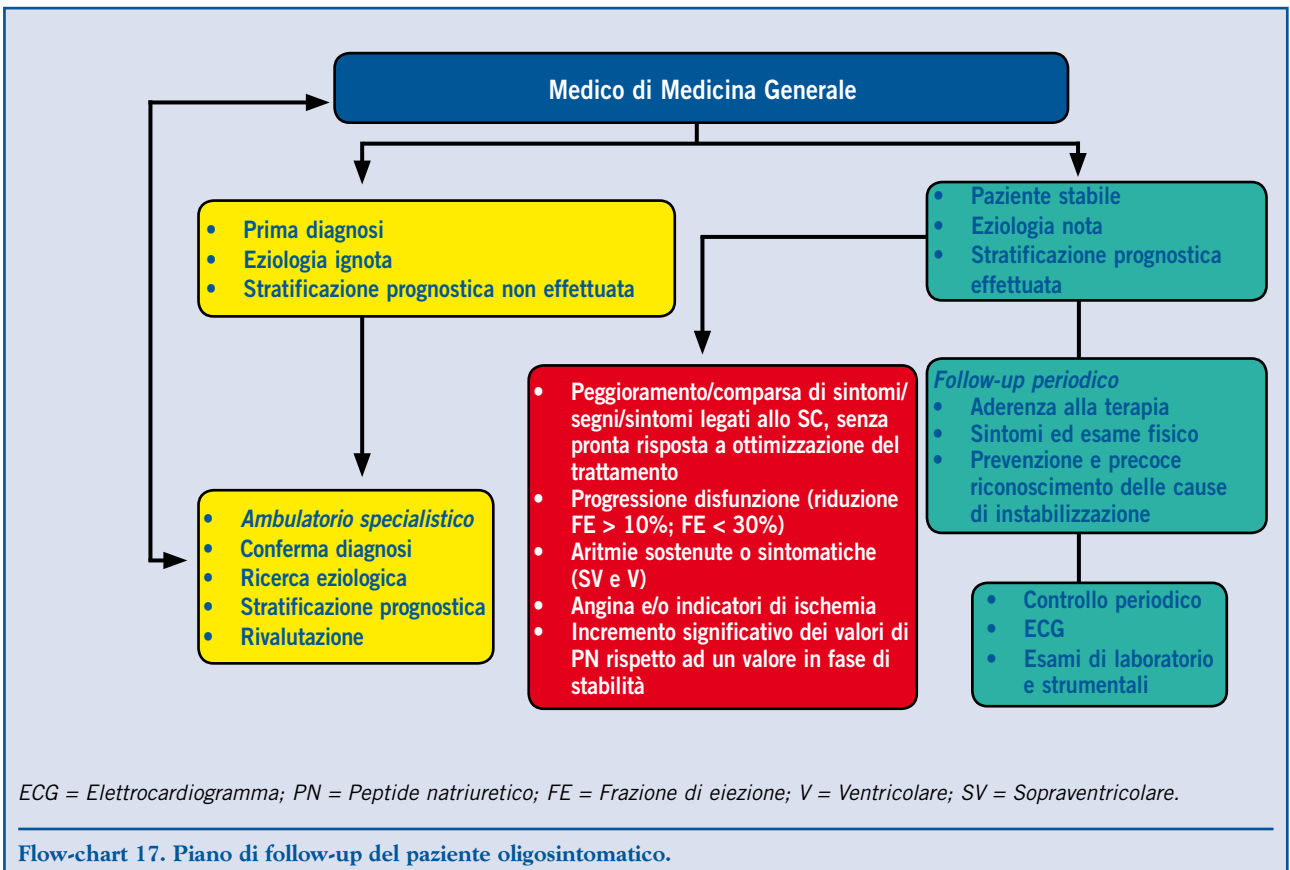 Medico di Medicina Generale
• Prima diagnosi
• Eziologia ignota
• Stratificazione prognostica non effettuata
• Paziente stabile
• Eziologia nota
• Stratificazione prognostica
effettuata
• Peggioramento/comparsa di sintomi/
segni/sintomi legati allo SC, senza
pronta risposta a ottimizzazione del
trattamento
• Progressione disfunzione (riduzione
FE > 10%; FE < 30%)
• Aritmie sostenute o sintomatiche
(SV e V)
• Angina e/o indicatori di ischemia
• Incremento significativo dei valori di
PN rispetto ad un valore in fase di
stabilità
Follow-up periodico
• Aderenza alla terapia
• Sintomi ed esame fisico
• Prevenzione e precoce
riconoscimento delle cause
di instabilizzazione
• Ambulatorio specialistico
• Conferma diagnosi
• Ricerca eziologica
• Stratificazione prognostica
• Rivalutazione
• Controllo periodico
• ECG
• Esami di laboratorio
e strumentali
ECG = Elettrocardiogramma; PN = Peptide natriuretico; FE = Frazione di eiezione; V = Ventricolare; SV = Sopraventricolare.
Flow-chart 17. Piano di follow-up del paziente oligosintomatico.